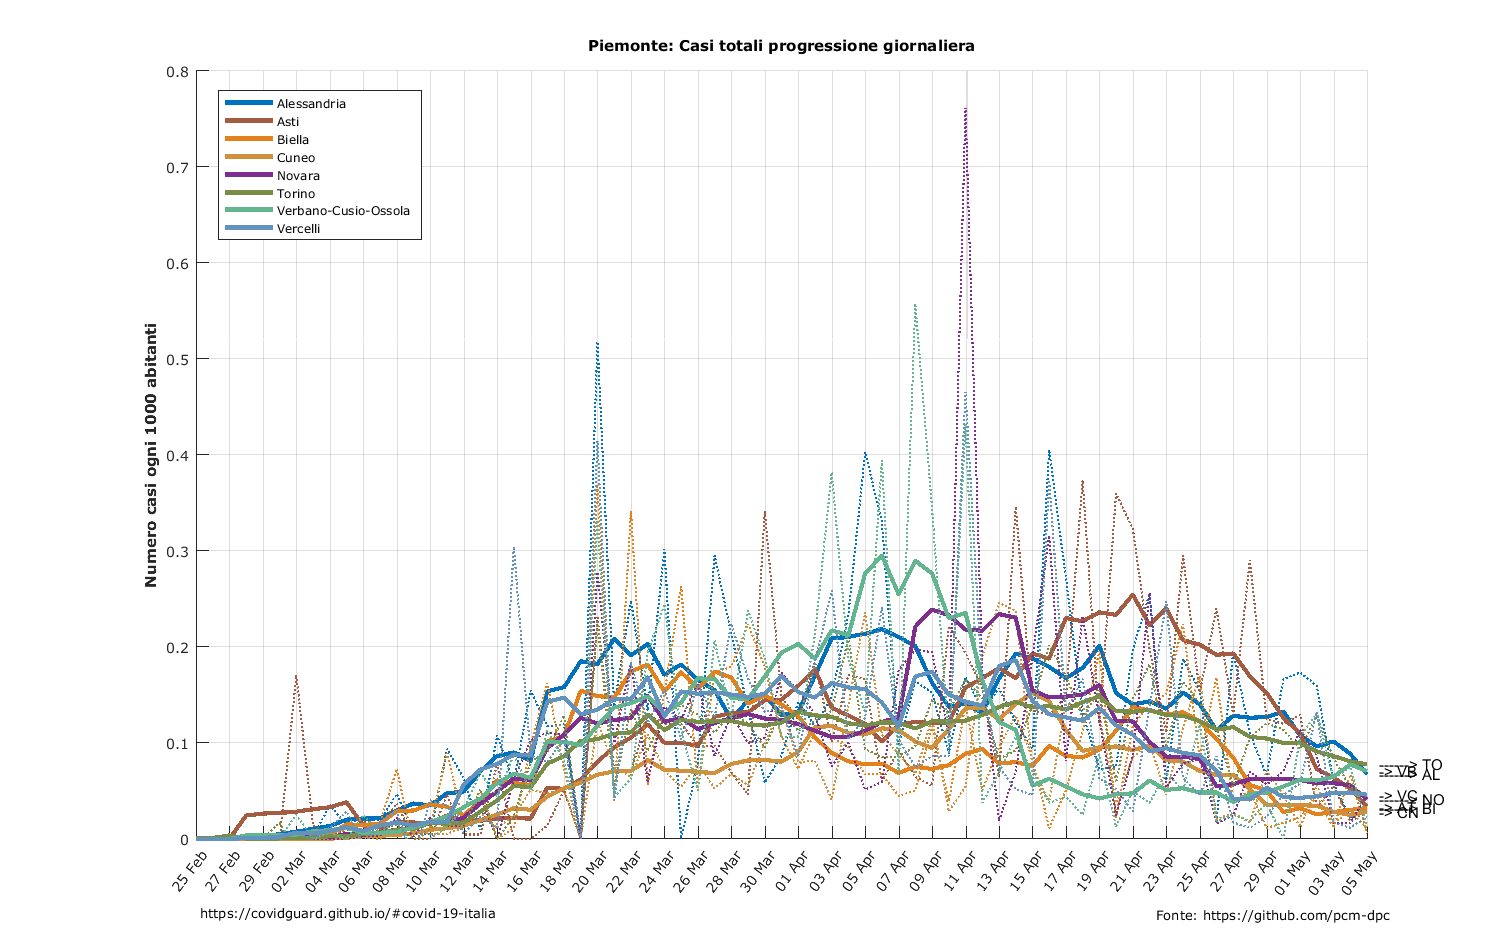 Piemonte: Casi totali progressione giornaliera
Numero casi ogni 1000 abitanti
0.8
0.7
0.6
0.5
0.4
0.3
0.2
0.1
0
Alessandria
Asti
Biella
Cuneo
Novara
Torino
Verbano-Cusio-Ossola
Vercelli
TO
AL
VC
NO
BI
CN
25 Feb
27 Feb
29 Feb
02 Mar
04 Mar
06 Mar
08 Mar
10 Mar
12 Mar
14 Mar
16 Mar
18 Mar
20 Mar
22 Mar
24 Mar
26 Mar
28 Mar
30 Mar
01 Apr
03 Apr
05 Apr
07 Apr
09 Apr
11 Apr
13 Apr
15 Apr
17 Apr
19 Apr
21 Apr
23 Apr
25 Apr
27 Apr
29 Apr
01 May
03 May
05 May
https://covidguard.github.io/#covid-19-italia
Fonte: https://github.com/pcm-dpc